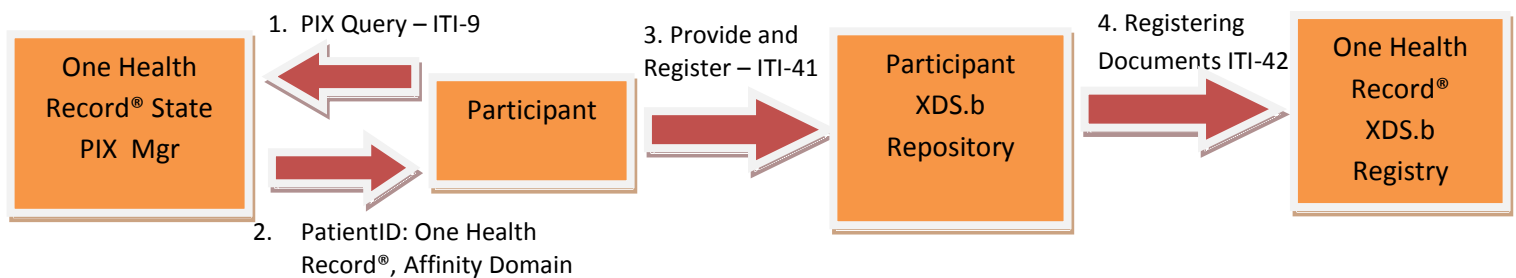 1. PIX Query – ITI-9
One Health
Record® State
PIX Mgr
Participant
2. PatientID: One Health
Record®, Affinity Domain
3. Provide and
Register – ITI-41
Participant
XDS.b
Repository
4. Registering
Documents ITI-42
One Health
Record®
XDS.b
Registry